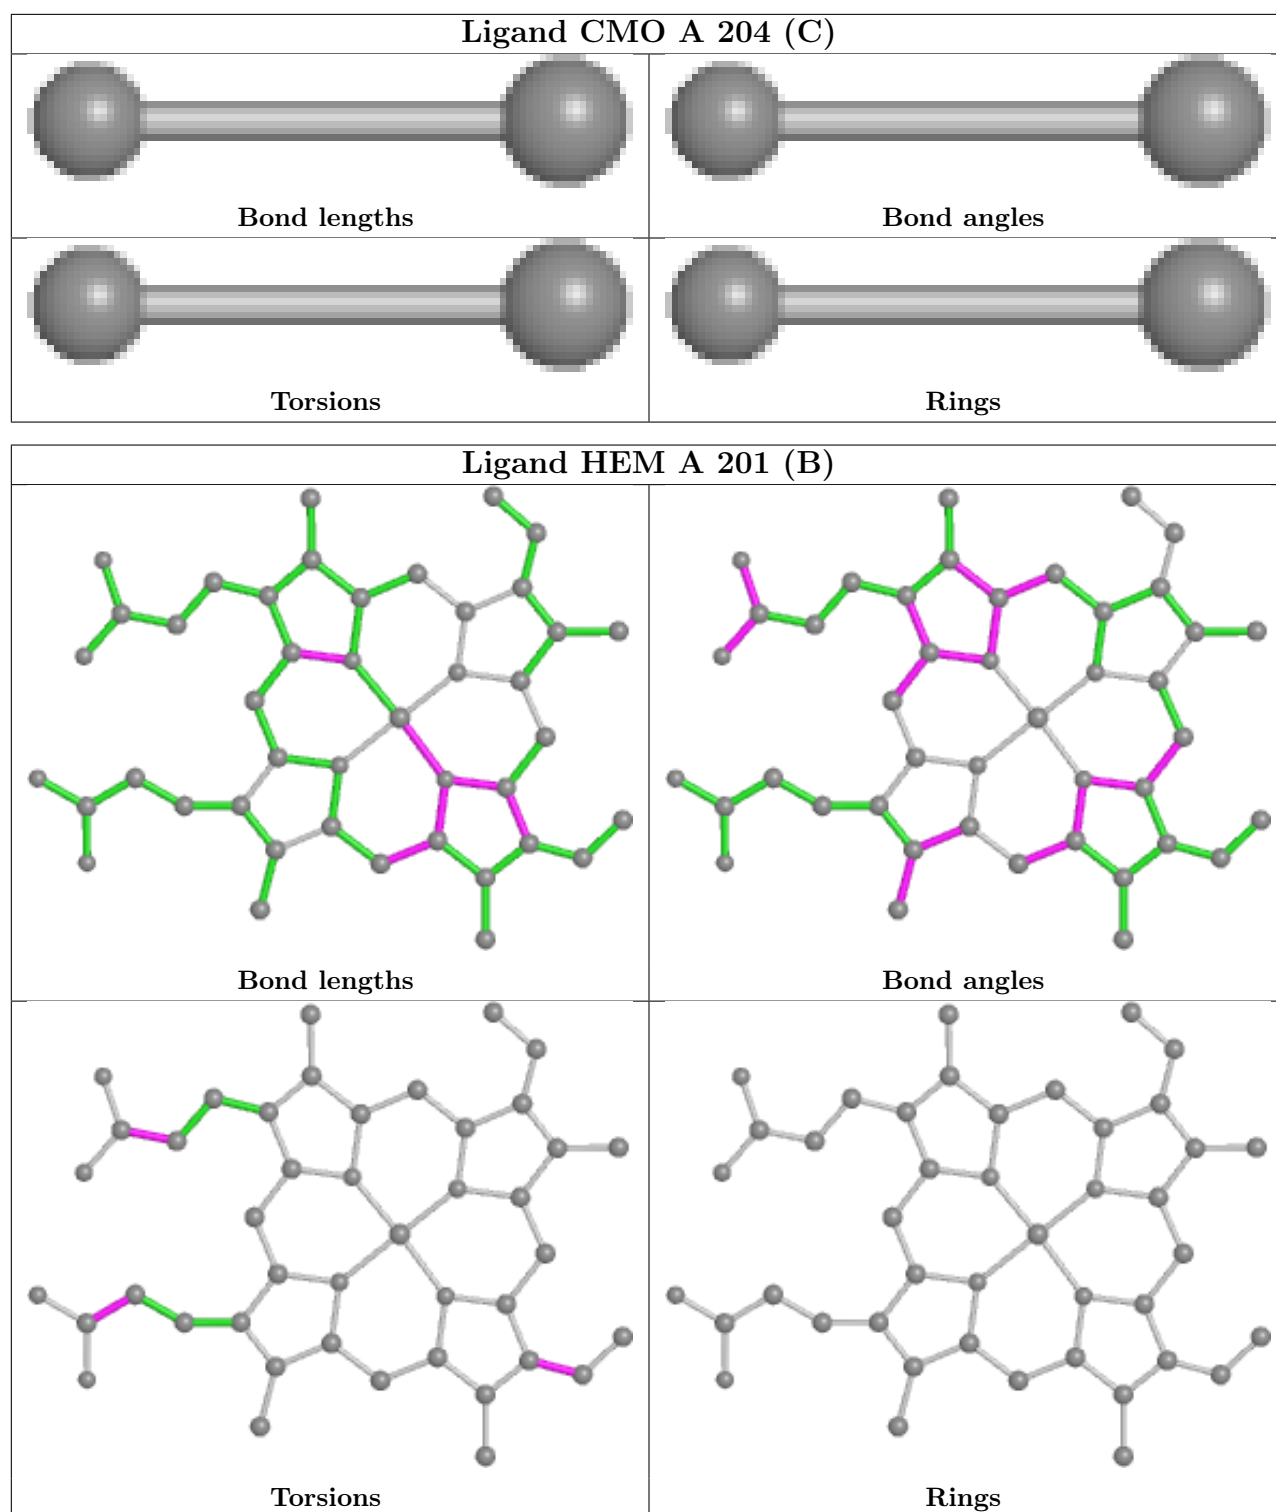 Ligand CMO A 204 (C)
Bond lengths
Bond angles
Torsions
Rings
Ligand HEM A 201 (B)
Bond lengths
Bond angles
Torsions
Rings